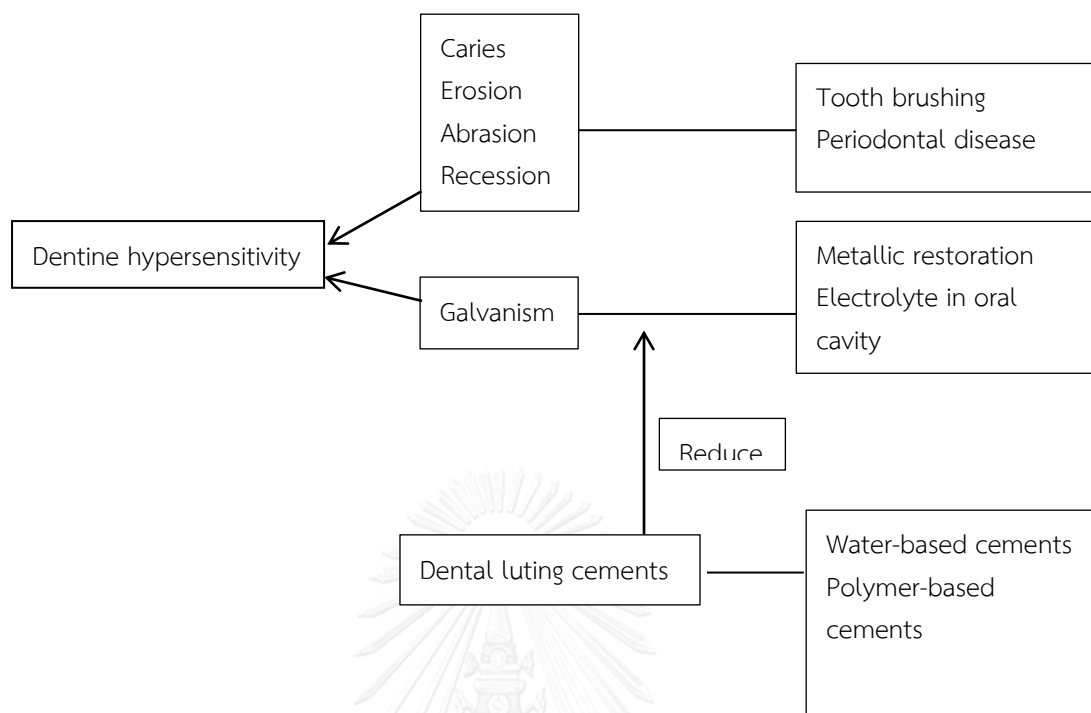 Caries
Erosion
Abrasion
Recession
Tooth brushing
Periodontal disease
Dentine hypersensitivity
Galvanism
Metallic restoration
Electrolyte in oral
cavity
Reduce
Dental luting cements
Water-based cements
Polymer-based
cements